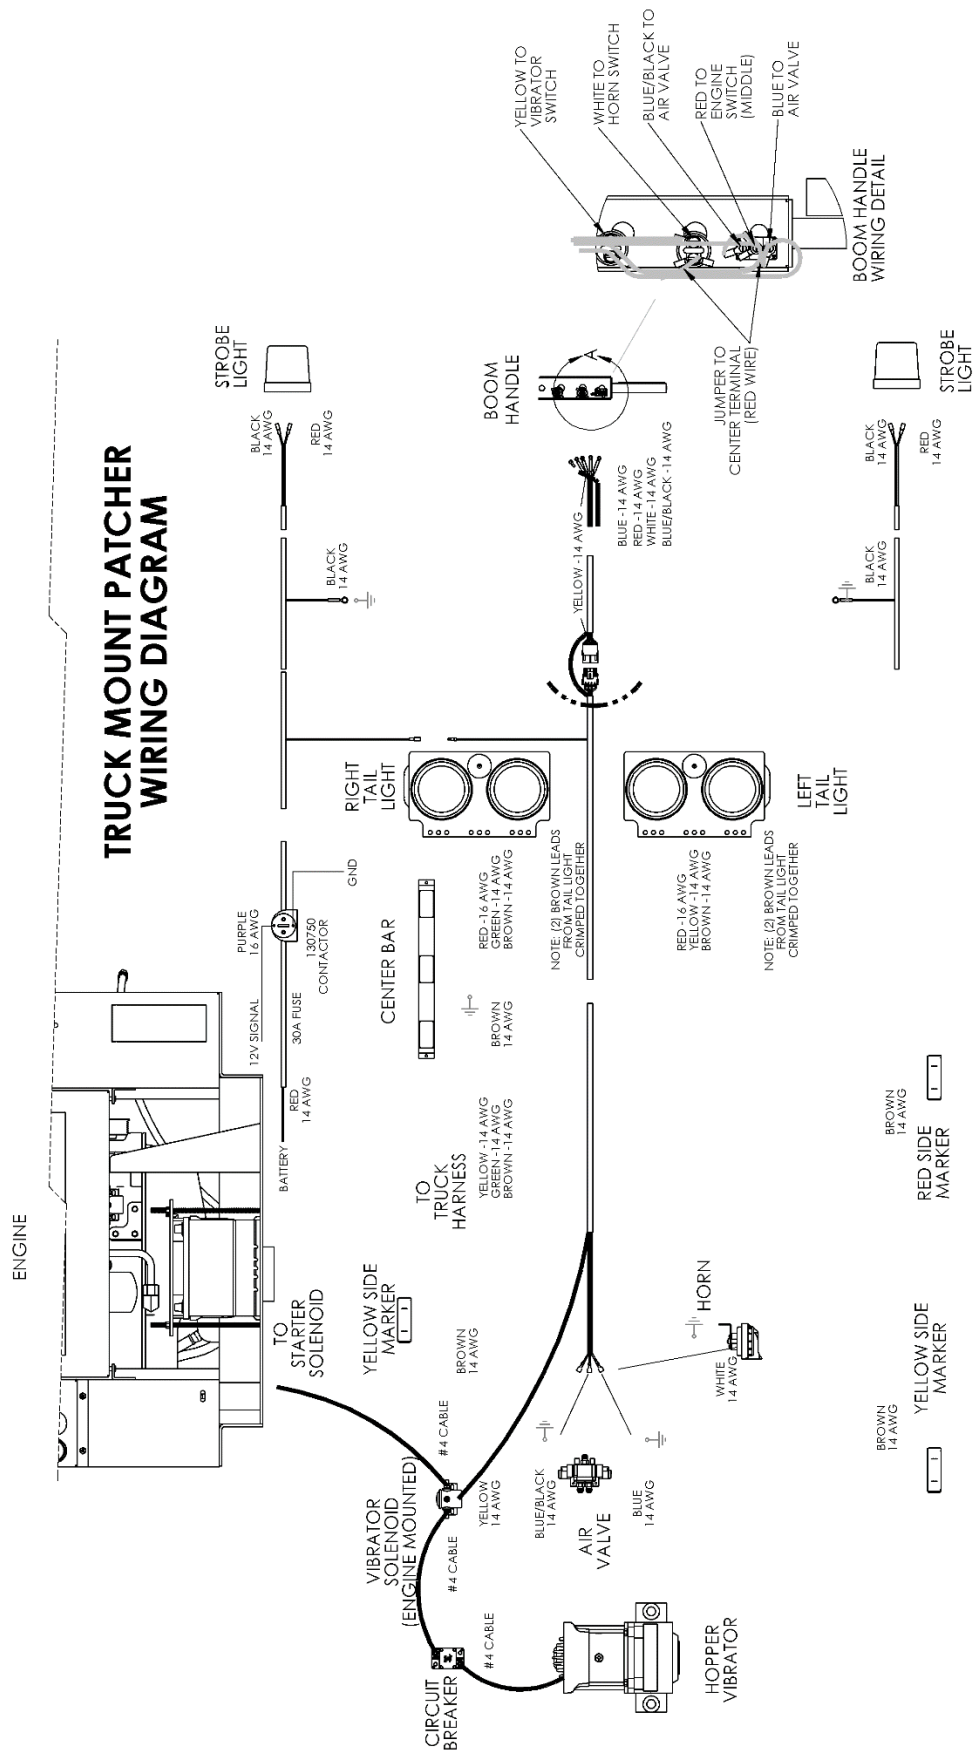 TRUCK MOUNT PATCHER
WIRING DIAGRAM
ENGINE
STROBE
LIGHT
BLACK
14 AWG
RED
14 AWG
BLACK
14 AWG
PURPLE
16 AWG
12V SIGNAL
30A FUSE
130750
CONTACTOR
GND
RED
14 AWG
BATTERY
TO
STARTER
SOLENOID
YELLOW SIDE
MARKER
BROWN
14 AWG
TO
TRUCK
HARNESS
YELLOW -14 AWG
GREEN -14 AWG
BROWN -14 AWG
CENTER BAR
BROWN
14 AWG
RIGHT
TAIL
LIGHT
RED -16 AWG
GREEN -14 AWG
BROWN -14 AWG
NOTE: (2) BROWN LEADS
FROM TAIL LIGHT
CRIMPED TOGETHER
LEFT
TAIL
LIGHT
RED -16 AWG
YELLOW -14 AWG
BROWN -14 AWG
NOTE: (2) BROWN LEADS
FROM TAIL LIGHT
CRIMPED TOGETHER
YELLOW -14 AWG
BLUE -14 AWG
RED -14 AWG
WHITE -14 AWG
BLUE/BLACK -14 AWG
BOOM
HANDLE
A
YELLOW TO
VIBRATOR
SWITCH
WHITE TO
HORN SWITCH
BLUE/BLACK TO
AIR VALVE
RED TO
ENGINE
SWITCH
(MIDDLE)
BLUE TO
AIR VALVE
JUMPER TO
CENTER TERMINAL
(RED WIRE)
BOOM HANDLE
WIRING DETAIL
BLACK
14 AWG
RED
14 AWG
STROBE
LIGHT
BLACK
14 AWG
#4 CABLE
VIBRATOR
SOLENOID
(ENGINE MOUNTED)
#4 CABLE
YELLOW
14 AWG
CIRCUIT
BREAKER
#4 CABLE
HOPPER
VIBRATOR
BLUE/BLACK
14 AWG
AIR
VALVE
BLUE
14 AWG
HORN
WHITE
14 AWG
BROWN
14 AWG
RED SIDE
MARKER
BROWN
14 AWG
YELLOW SIDE
MARKER